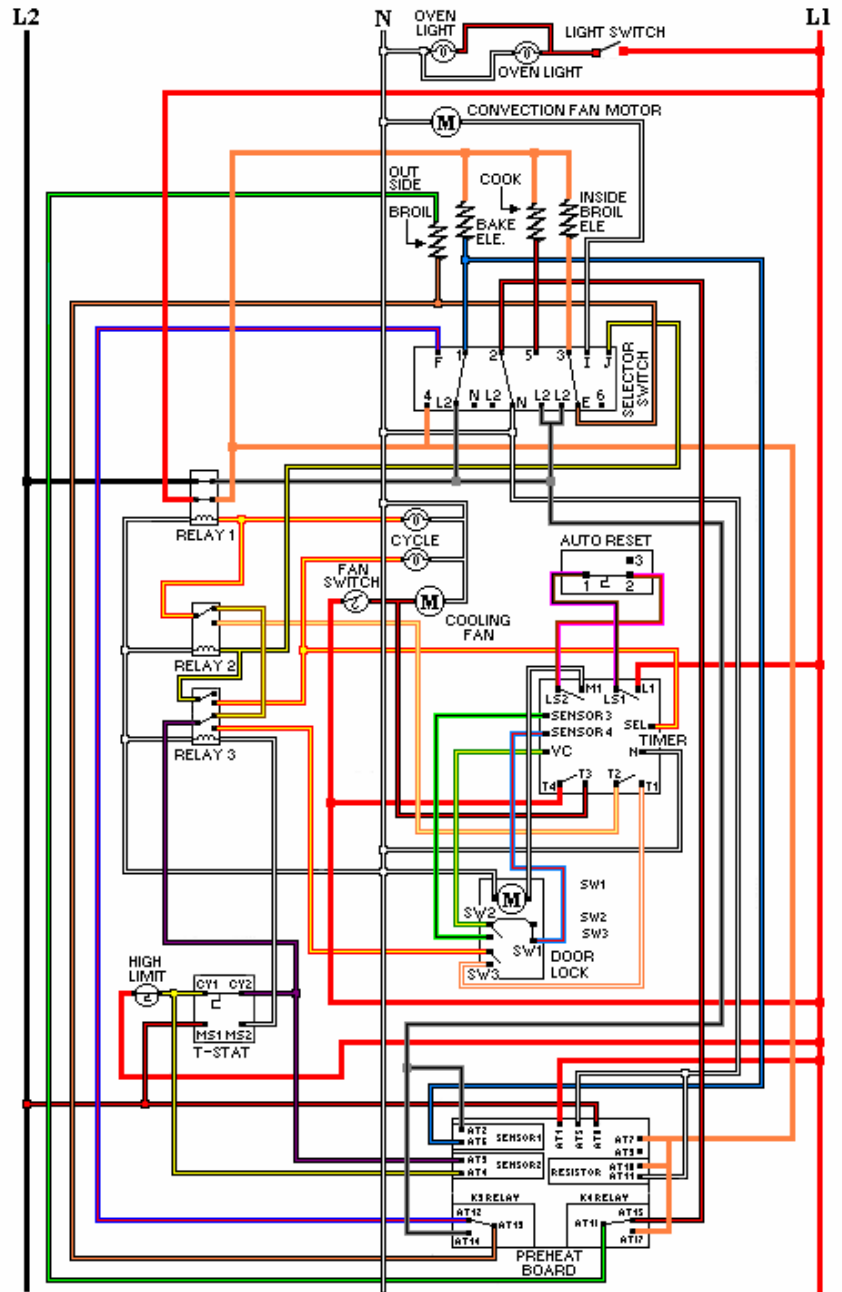 L2
N
L1
OVEN
LIGHT
LIGHT SWITCH
OVEN LIGHT
CONVECTION FAN MOTOR
M
OUT
SIDE
COOK
INSIDE
BROIL
ELE
BROIL
BAKE
ELE.
F 1 2 5 3 I J
4 L2 N L2 N L2 L2 E 6
SELECTOR
SWITCH
RELAY 1
CYCLE
FAN
SWITCH
M
COOLING
FAN
AUTO RESET
3
1 2
RELAY 2
LS2 M1 LS1 L1
SENSOR 3
SEL
SENSOR 4
TIMER
VC
N
RELAY 3
T4 T3 T2 T1
M
SW1
SW2
SW2
SW3
SW1
DOOR
LOCK
SW3
HIGH
LIMIT
CY1 CY2
MS1 MS2
T-STAT
AT2
AT6
SENSOR1
AT1
AT5
AT7
AT9
AT4
SENSOR2
RESISTOR
AT10
AT11
K3 RELAY
K4 RELAY
AT12
AT13
AT14
AT15
AT17
PREHEAT
BOARD